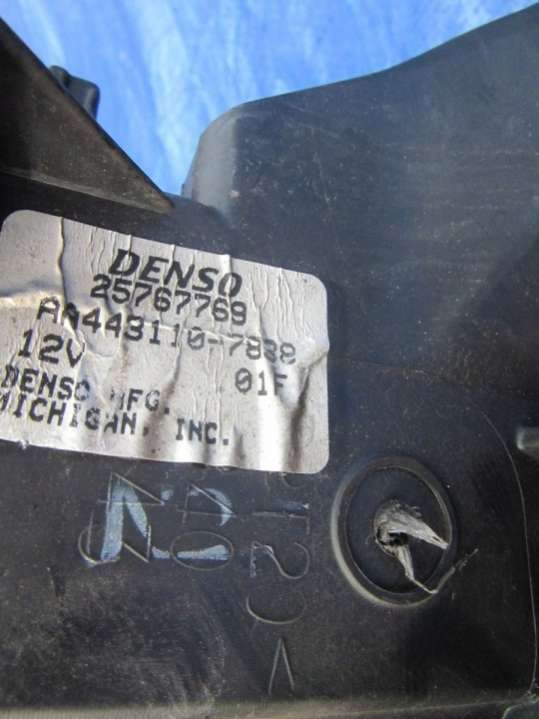 DENSO
25767769
AA443110-7838
12V 01F
DENSO MFG.
MICHIGAN, INC.